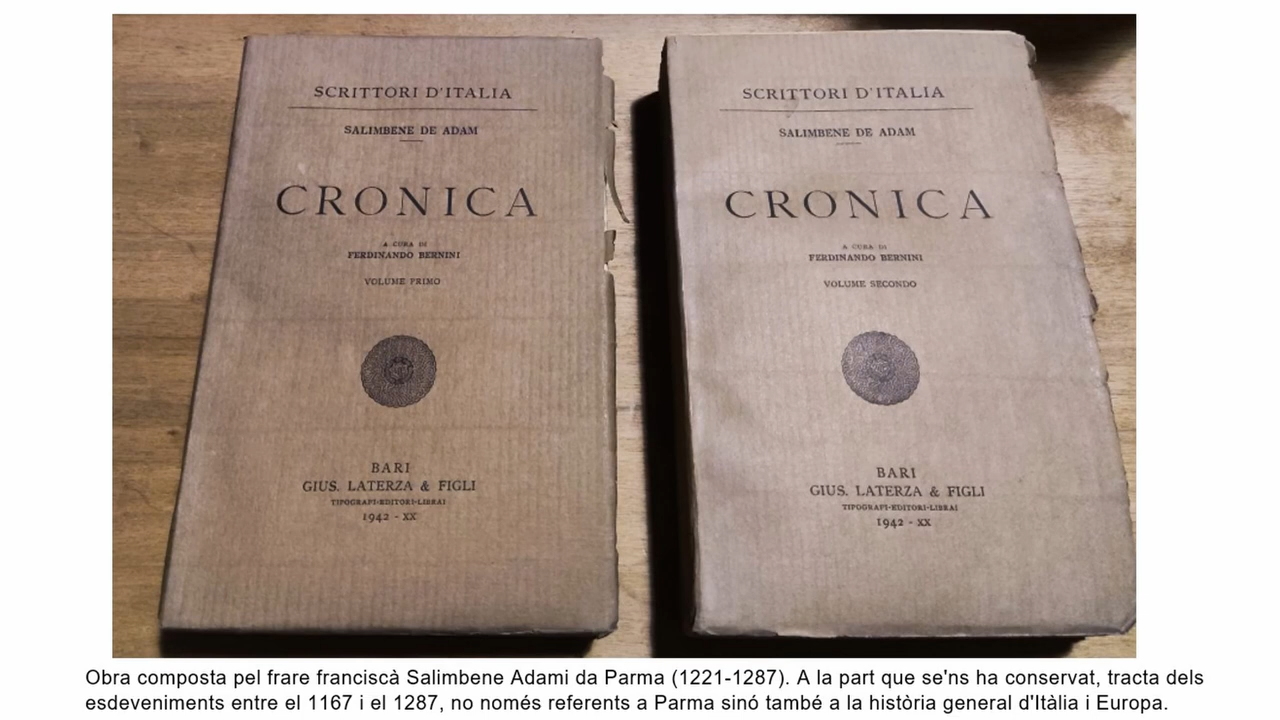 SCRITTORI D'ITALIA
SALIMBENE DE ADAM
CRONICA
A CURA DI
FERDINANDO BERNINI
VOLUME PRIMO
BARI
GIUS. LATERZA & FIGLI
TIPOGRAFI-EDITORI-LIBRAI
1942 - XX
SCRITTORI D'ITALIA
SALIMBENE DE ADAM
CRONICA
A CURA DI
FERDINANDO BERNINI
VOLUME SECONDO
BARI
GIUS. LATERZA & FIGLI
TIPOGRAFI-EDITORI-LIBRAI
1942 - XX
Obra composta pel frare franciscà Salimbene Adami da Parma (1221-1287). A la part que se'ns ha conservat, tracta dels
esdeveniments entre el 1167 i el 1287, no només referents a Parma sinó també a la història general d'Itàlia i Europa.